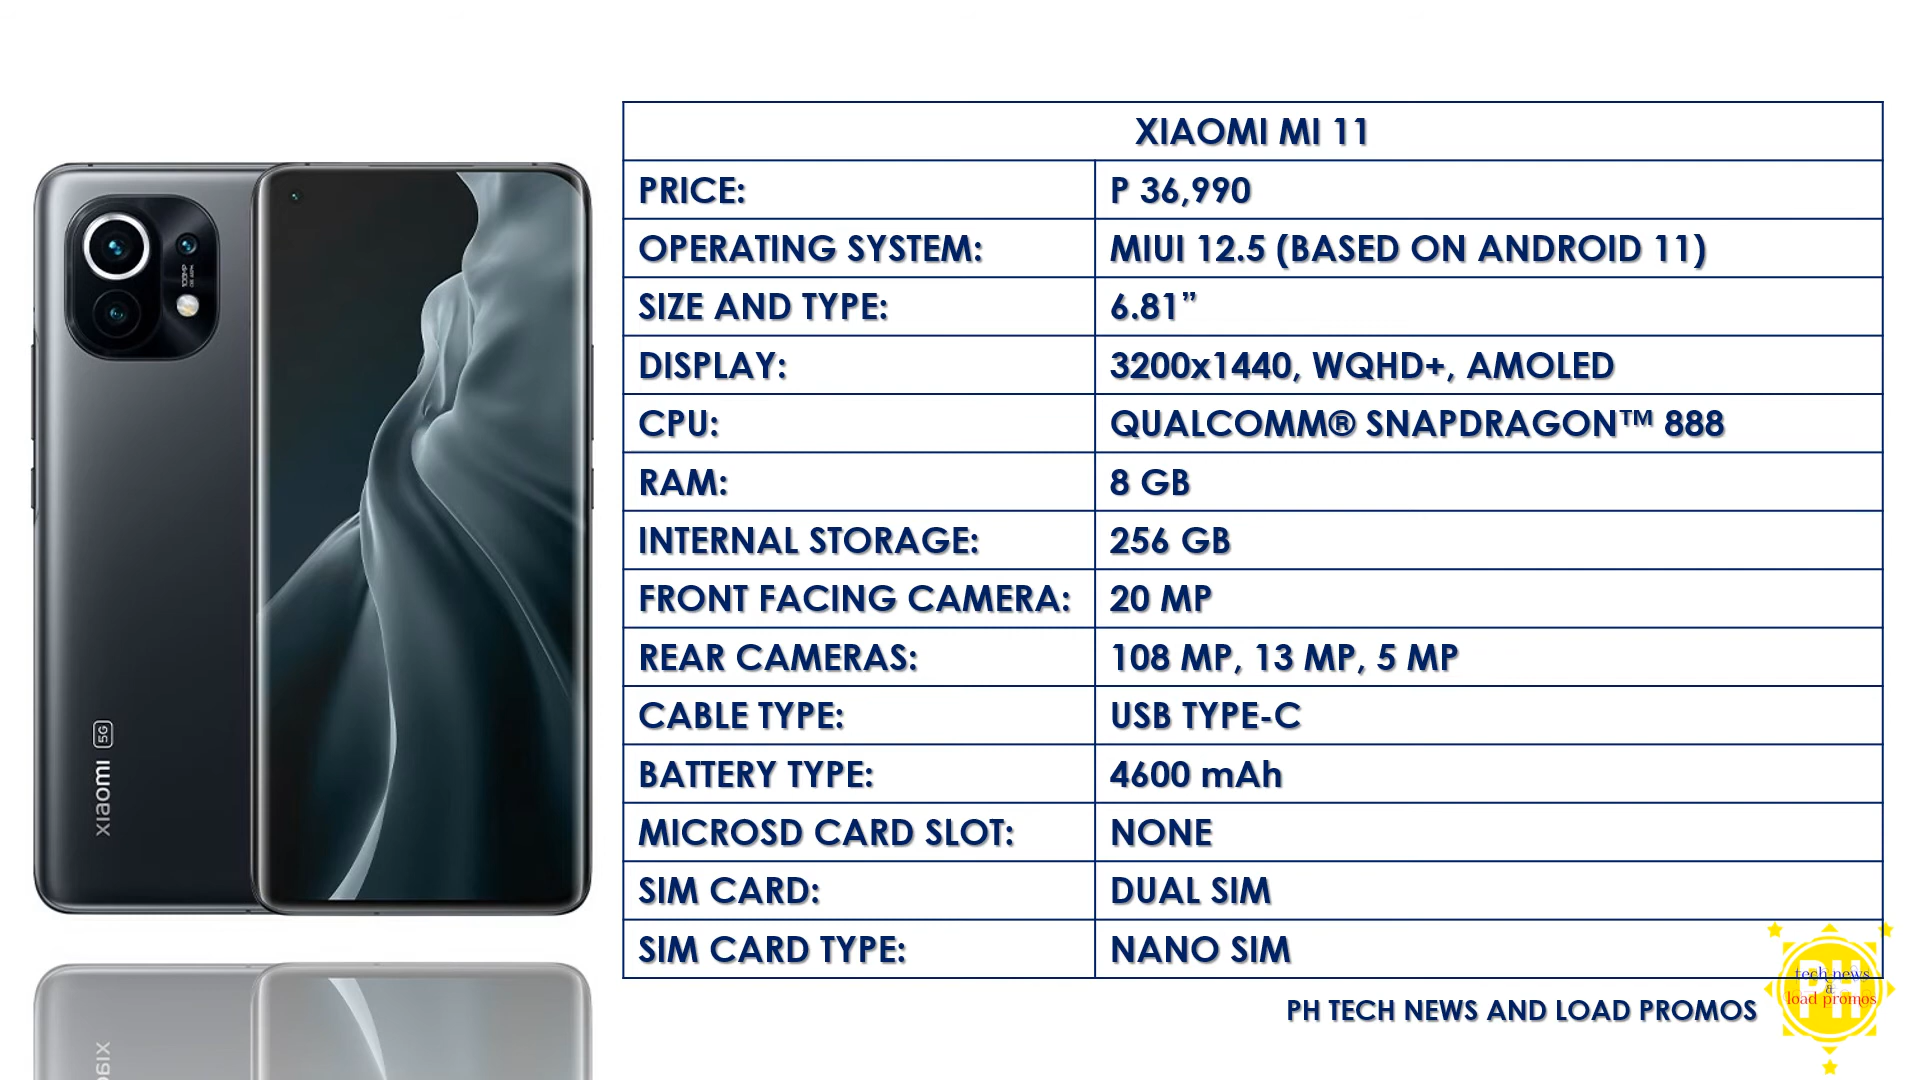 XIAOMI MI 11
PRICE: P 36,990
OPERATING SYSTEM: MIUI 12.5 (BASED ON ANDROID 11)
SIZE AND TYPE: 6.81”
DISPLAY: 3200x1440, WQHD+, AMOLED
CPU: QUALCOMM® SNAPDRAGON™ 888
RAM: 8 GB
INTERNAL STORAGE: 256 GB
FRONT FACING CAMERA: 20 MP
REAR CAMERAS: 108 MP, 13 MP, 5 MP
CABLE TYPE: USB TYPE-C
BATTERY TYPE: 4600 mAh
MICROSD CARD SLOT: NONE
SIM CARD: DUAL SIM
SIM CARD TYPE: NANO SIM
PH TECH NEWS AND LOAD PROMOS
PH
tech news
&
load promos
xiaomi 5G
108MP